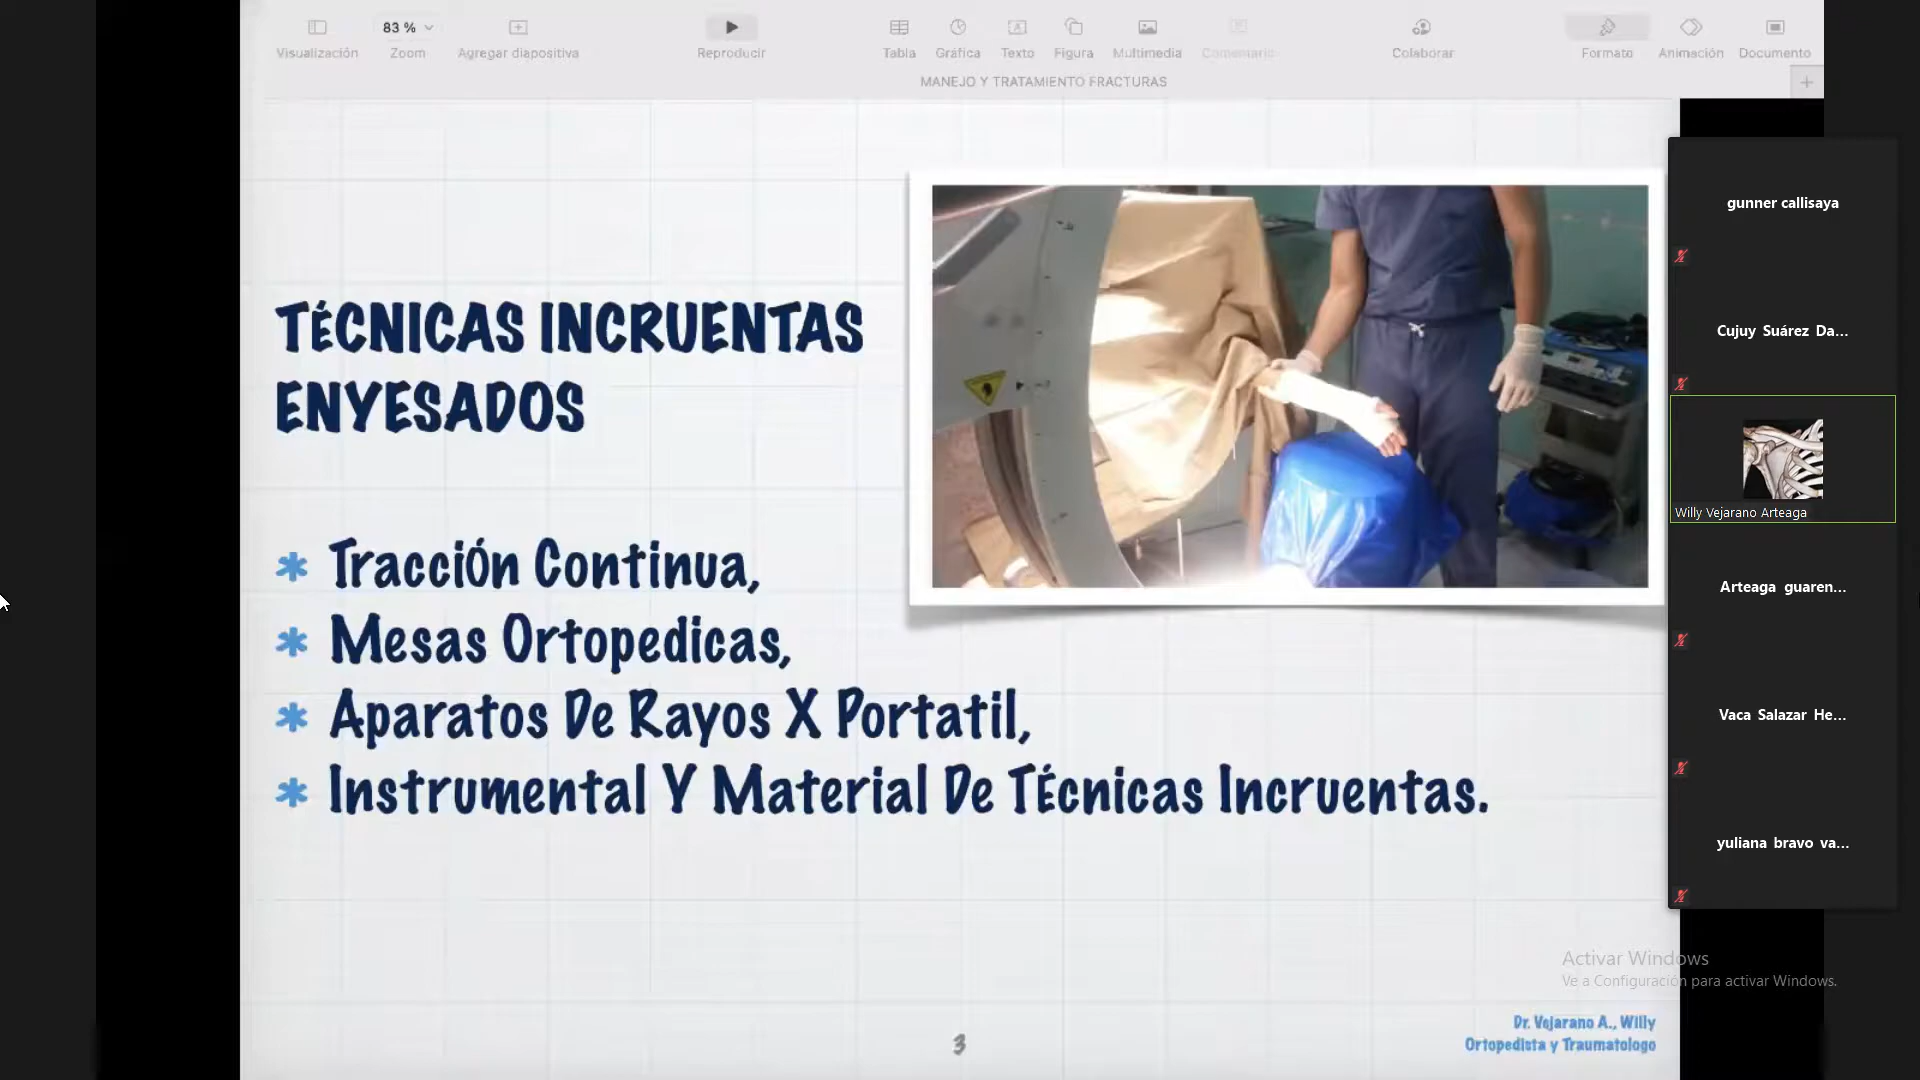 83 %
Visualización
Zoom
Agregar diapositiva
Reproducir
Tabla
Gráfica
Texto
Figura
Multimedia
Comentario
Colaborar
Formato
Animación
Documento
MANEJO Y TRATAMIENTO FRACTURAS
TÉCNICAS INCRUENTAS
ENYESADOS
* Tracción Continua,
* Mesas Ortopedicas,
* Aparatos De Rayos X Portatil,
* Instrumental Y Material De Técnicas Incruentas.
gunner callisaya
Cujuy Suárez Da...
Willy Vejarano Arteaga
Arteaga guaren...
Vaca Salazar He...
yuliana bravo va...
Activar Windows
Ve a Configuración para activar Windows.
Dr. Vejarano A., Willy
Ortopedista y Traumatologo
3